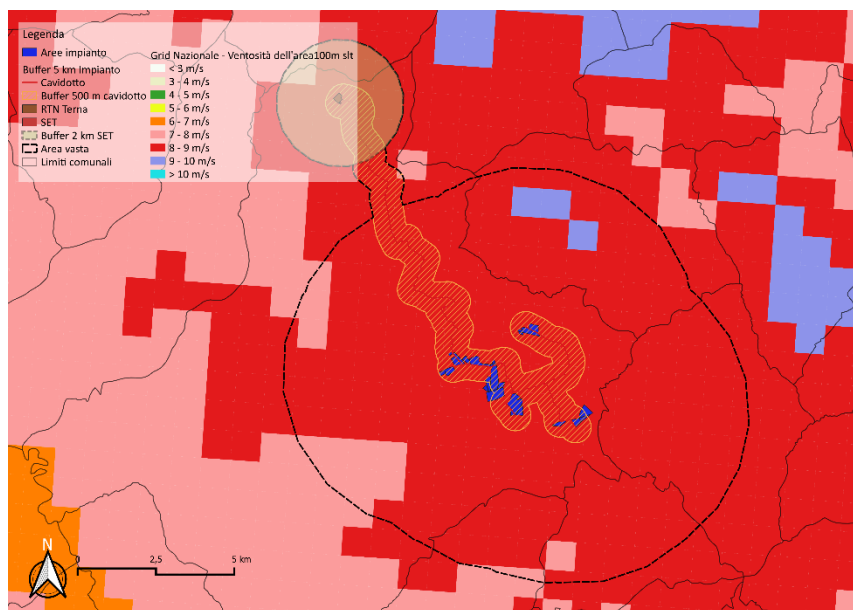 Legenda
Aree impianto
Buffer 5 km impianto
Cavidotto
Buffer 500 m cavidotto
RTN Terna
SET
Buffer 2 km SET
Area vasta
Limiti comunali
Grid Nazionale - Ventosità dell'area100m slt
< 3 m/s
3 - 4 m/s
4 - 5 m/s
5 - 6 m/s
6 - 7 m/s
7 - 8 m/s
8 - 9 m/s
9 - 10 m/s
> 10 m/s
N
0 2,5 5 km